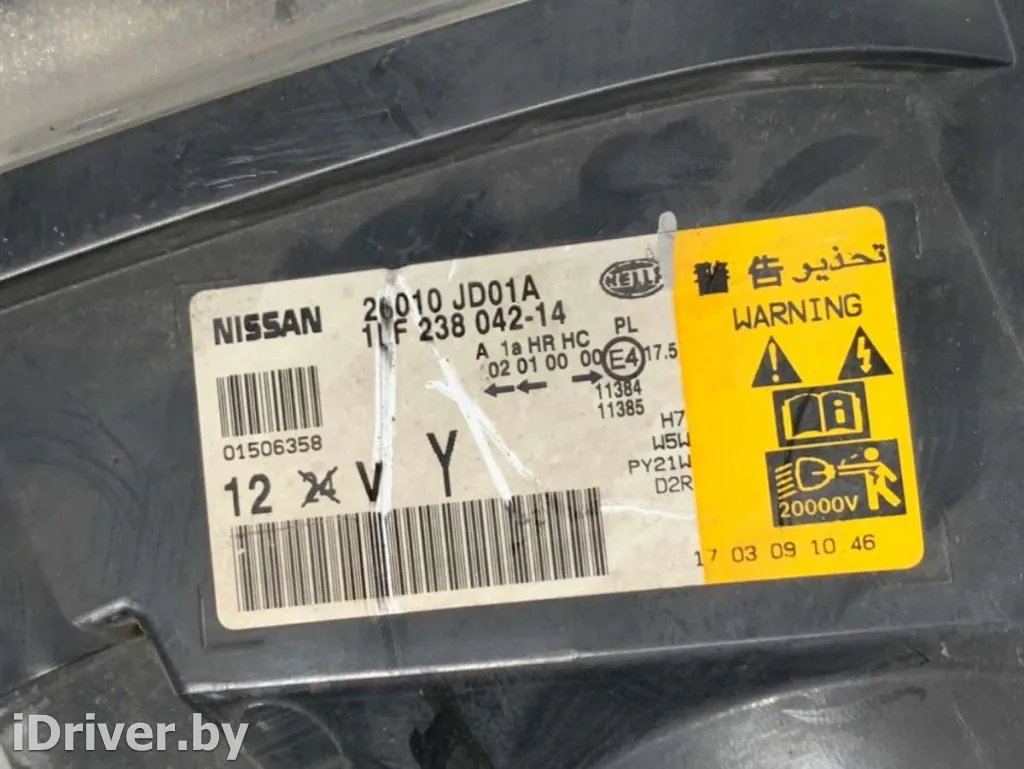 NISSAN
26010 JD01A
1LF 238 042-14
HELLA
A 1a HR HC PL
02 01 00 00 E4 17.5
11384
11385
01506358
H7
W5W
PY21W
D2R
12 24 V Y
警告 تحذير
WARNING
i
20000V
17 03 09 10 46
iDriver.by